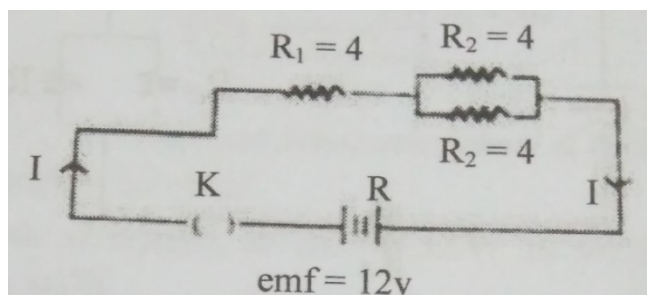 R₁ = 4
R₂ = 4
R₂ = 4
I
K
R
I
emf = 12v